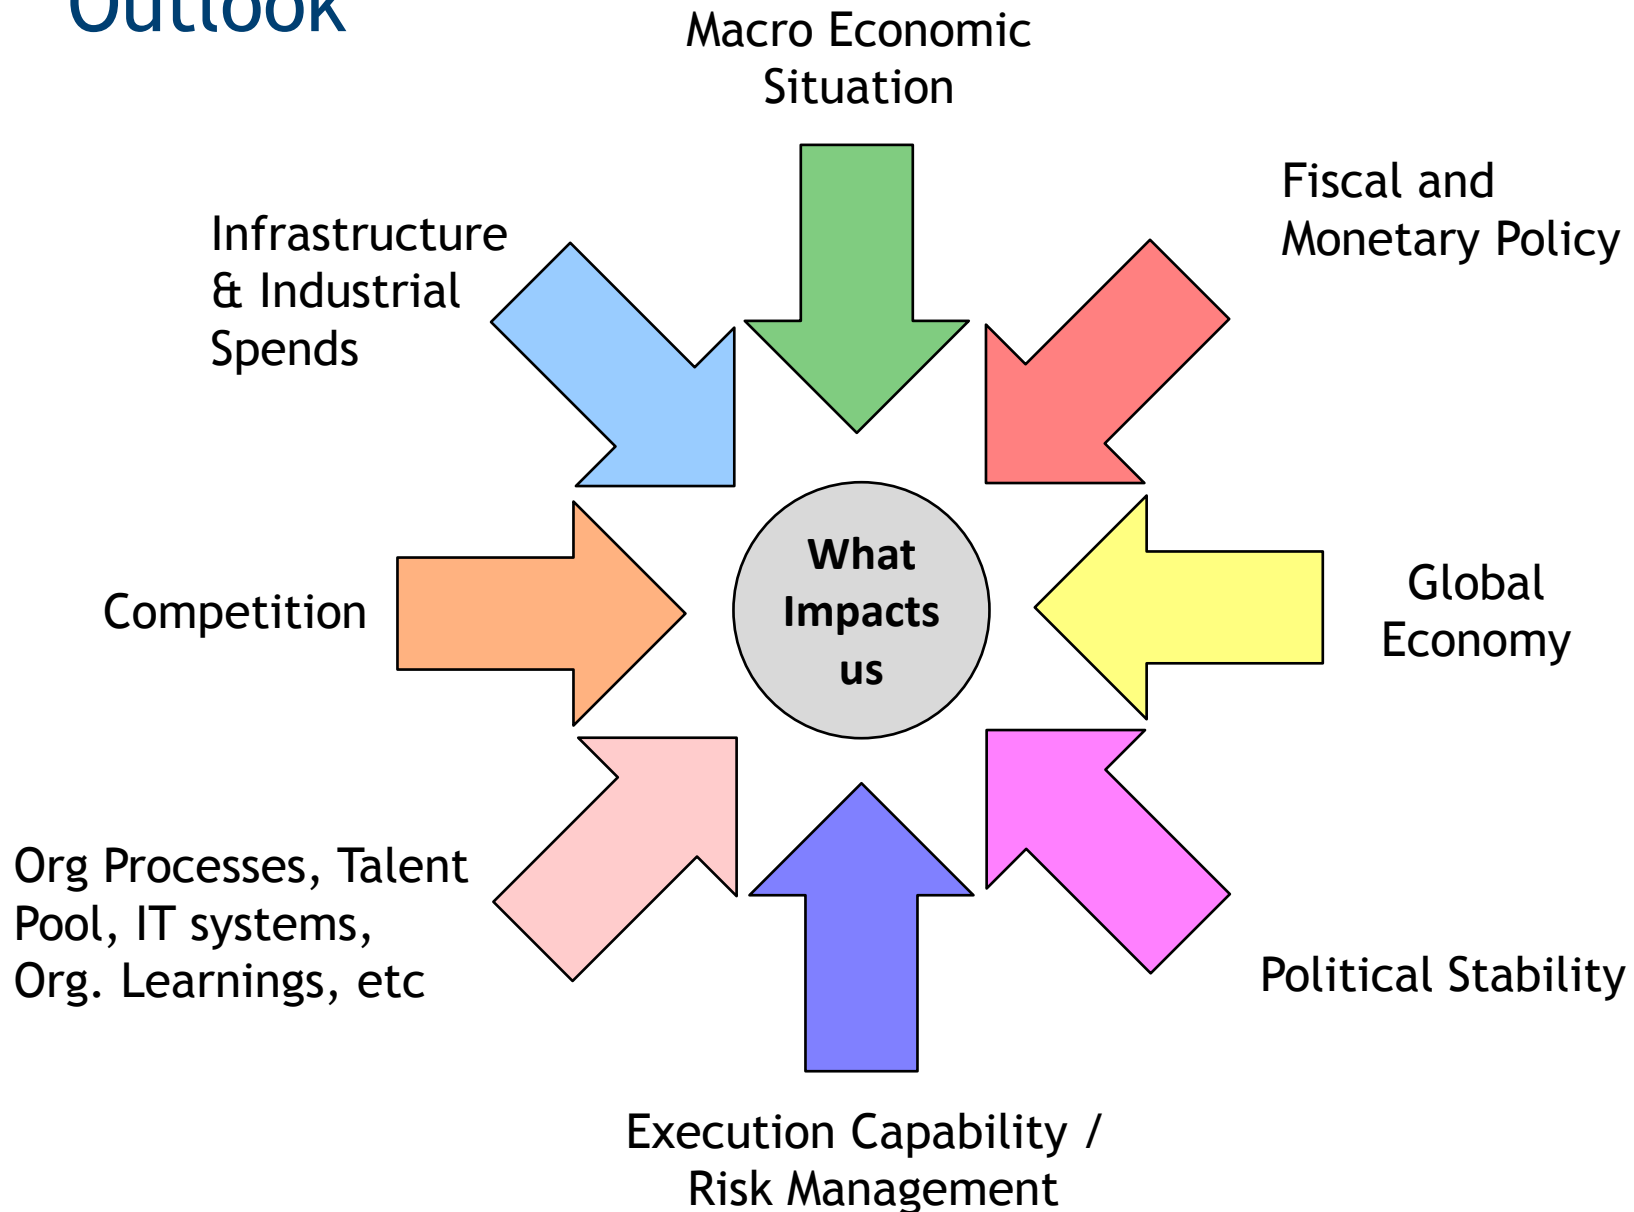 Outlook
Macro Economic
Situation
Fiscal and
Monetary Policy
Infrastructure
& Industrial
Spends
What
Impacts
us
Competition
Global
Economy
Org Processes, Talent
Pool, IT systems,
Org. Learnings, etc
Political Stability
Execution Capability /
Risk Management